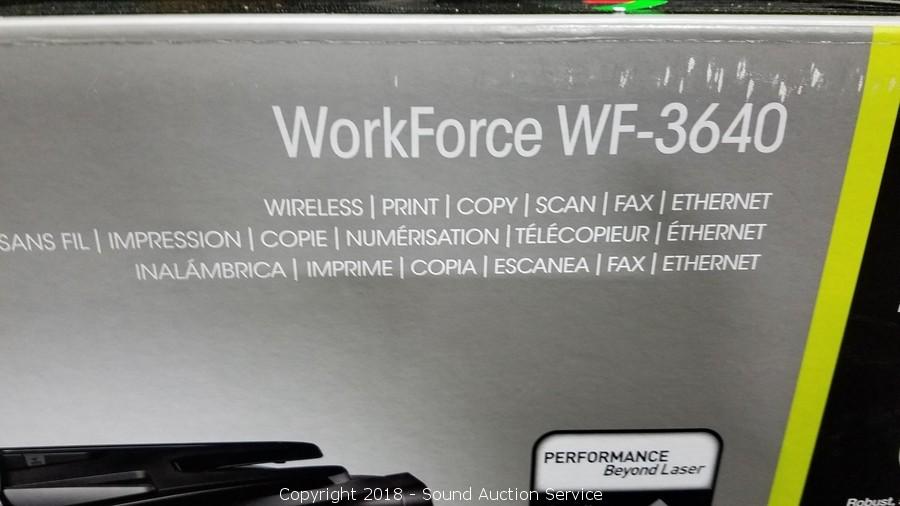 WorkForce WF-3640
WIRELESS | PRINT | COPY | SCAN | FAX | ETHERNET
SANS FIL | IMPRESSION | COPIE | NUMÉRISATION | TÉLÉCOPIEUR | ÉTHERNET
INALÁMBRICA | IMPRIME | COPIA | ESCANEA | FAX | ETHERNET
PERFORMANCE
Beyond Laser
Robust,
Copyright 2018 - Sound Auction Service